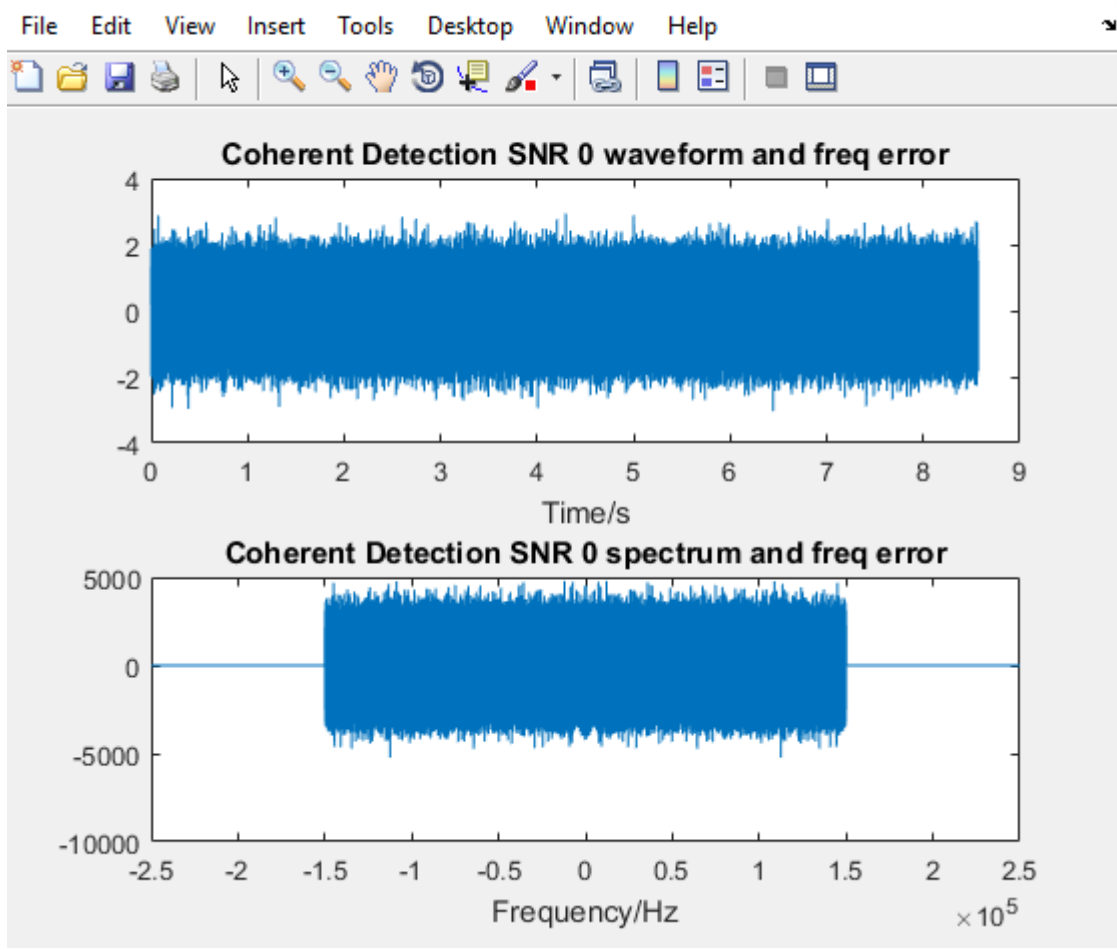 File Edit View Insert Tools Desktop Window Help
Coherent Detection SNR 0 waveform and freq error
4
2
0
-2
-4
0 1 2 3 4 5 6 7 8 9
Time/s
Coherent Detection SNR 0 spectrum and freq error
5000
0
-5000
-10000
-2.5 -2 -1.5 -1 -0.5 0 0.5 1 1.5 2 2.5
Frequency/Hz
×10⁵